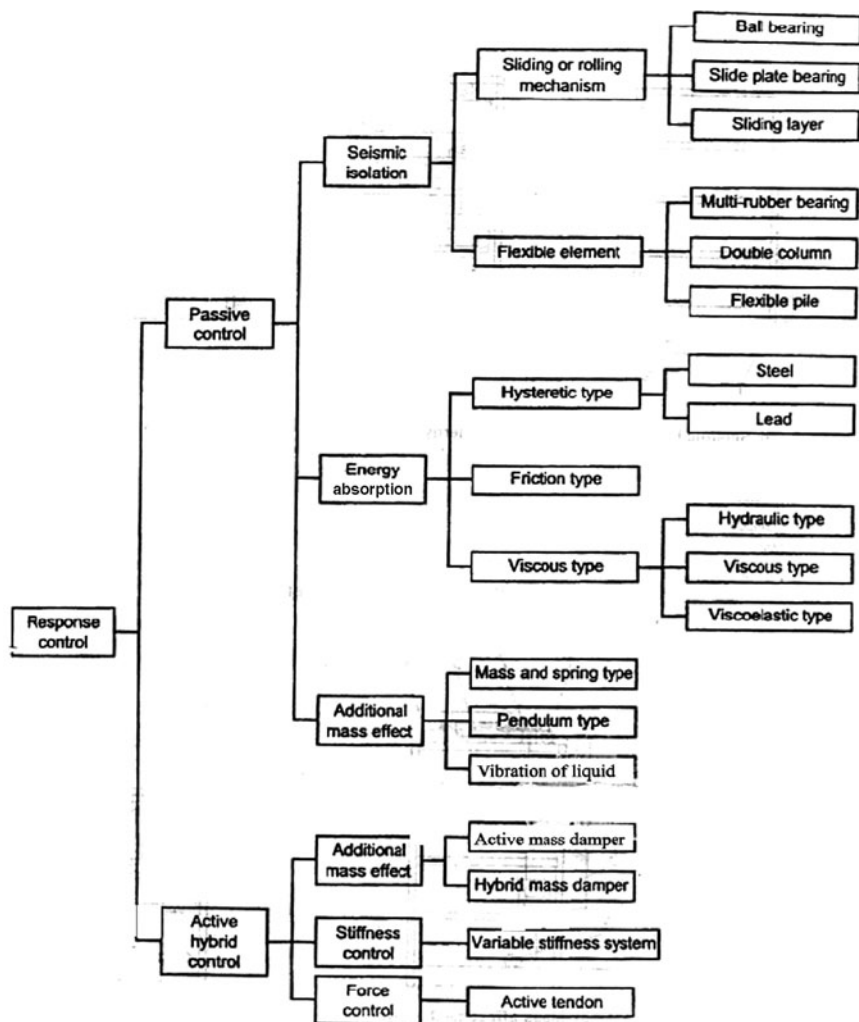 Ball bearing
Sliding or rolling
mechanism
Slide plate bearing
Sliding layer
Seismic
isolation
Multi-rubber bearing
Flexible element
Double column
Flexible pile
Passive
control
Steel
Hysteretic type
Lead
Energy
absorption
Friction type
Hydraulic type
Viscous type
Viscous type
Viscoelastic type
Response
control
Mass and spring type
Additional
mass effect
Pendulum type
Vibration of liquid
Additional
mass effect
Active mass damper
Hybrid mass damper
Active
hybrid
control
Stiffness
control
Variable stiffness system
Force
control
Active tendon